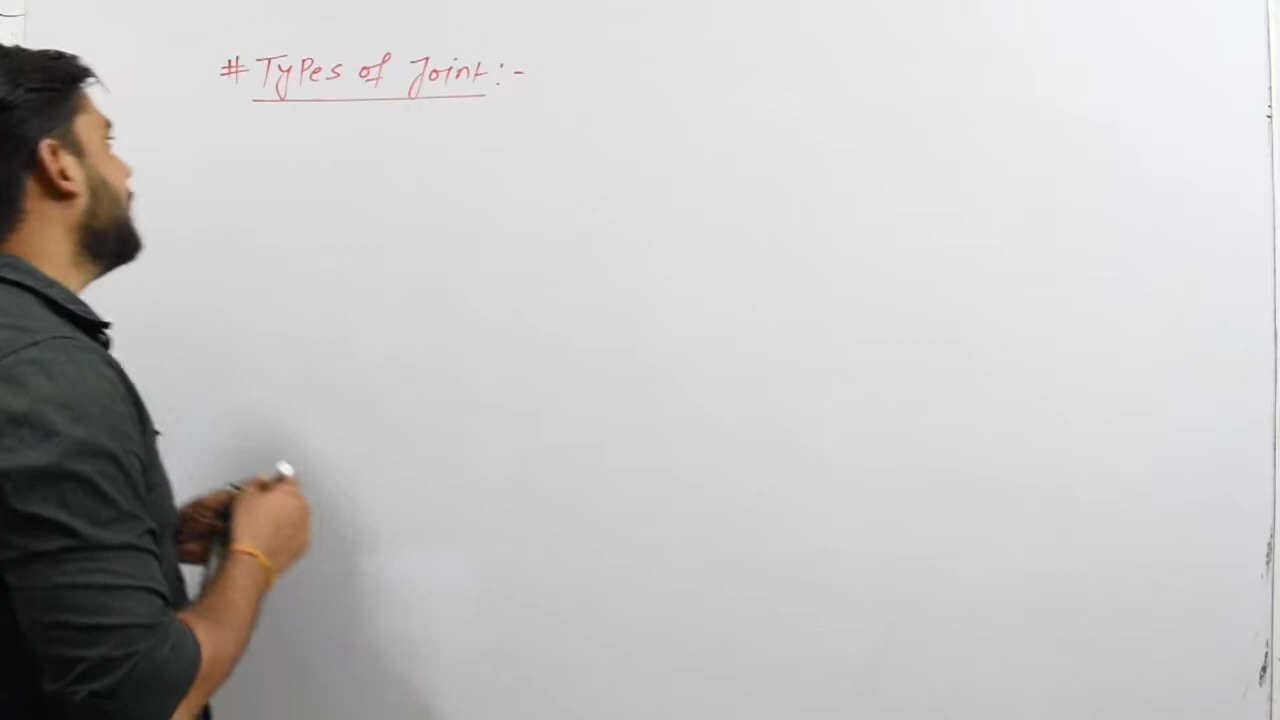 # Types of Joint :-